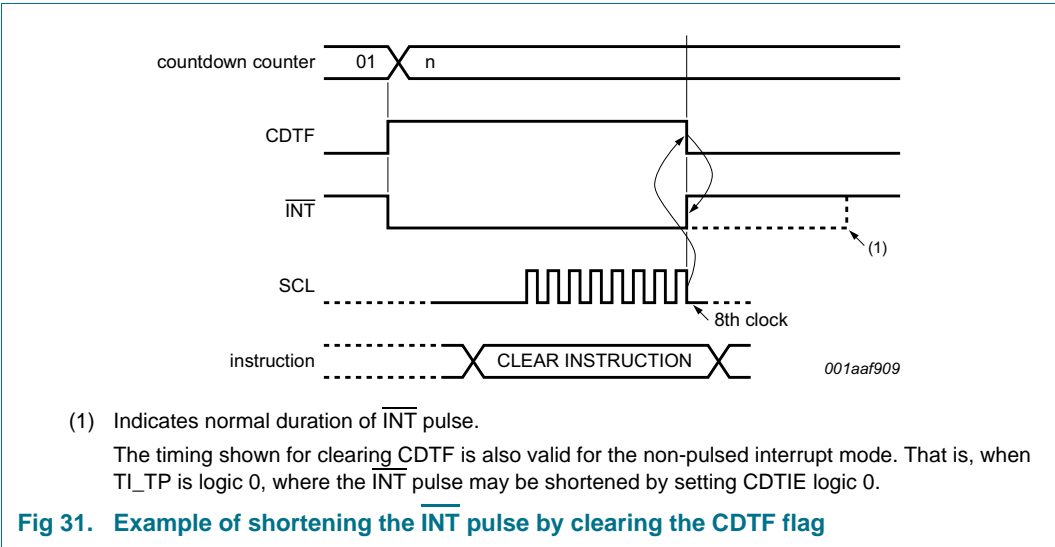 countdown counter 01 n
CDTF
INT
(1)
SCL
8th clock
instruction CLEAR INSTRUCTION
001aaf909
(1) Indicates normal duration of INT pulse.
The timing shown for clearing CDTF is also valid for the non-pulsed interrupt mode. That is, when
TI_TP is logic 0, where the INT pulse may be shortened by setting CDTIE logic 0.
Fig 31. Example of shortening the INT pulse by clearing the CDTF flag